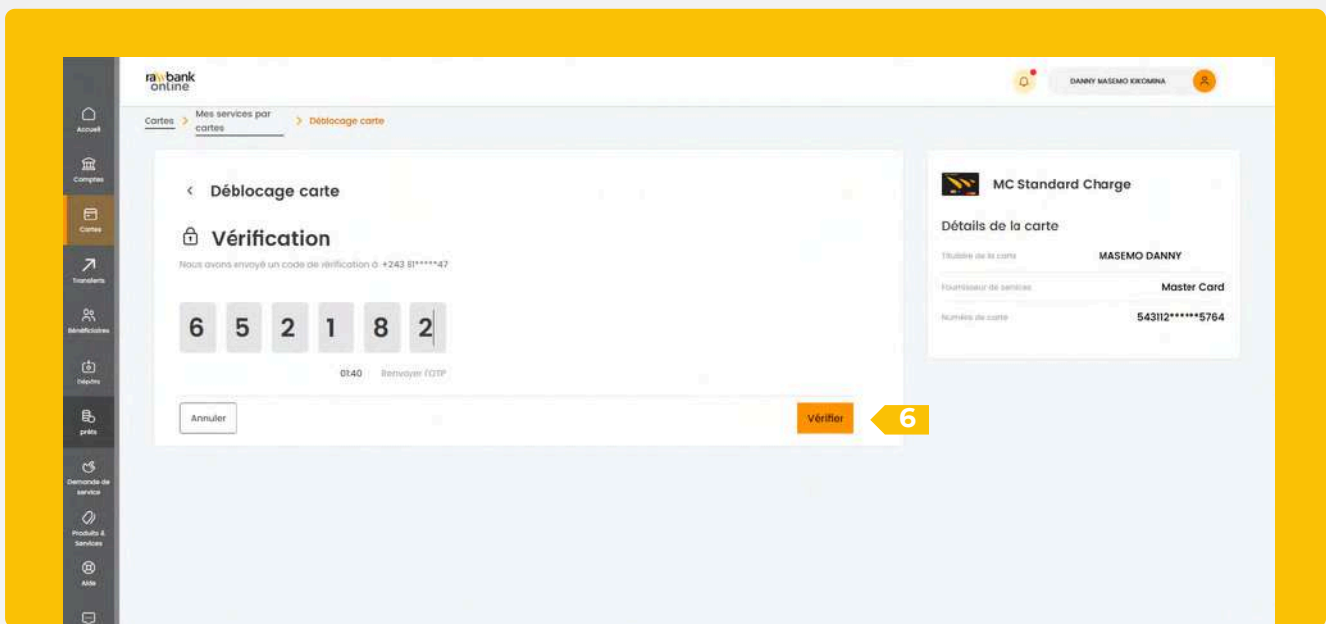 rawbank
online
DANNY MASEMO KIKOMINA
Cartes > Mes services par cartes > Déblocage carte
Accueil
Comptes
Cartes
Transferts
Bénéficiaires
Dépôts
prêts
Demande de service
Produits & Services
Aide
< Déblocage carte
Vérification
Nous avons envoyé un code de vérification à +243 81*****47
6 5 2 1 8 2
01:40 Renvoyer l'OTP
Annuler
Vérifier
6
MC Standard Charge
Détails de la carte
Titulaire de la carte MASEMO DANNY
Fournisseur de services Master Card
Numéro de carte 543112******5764